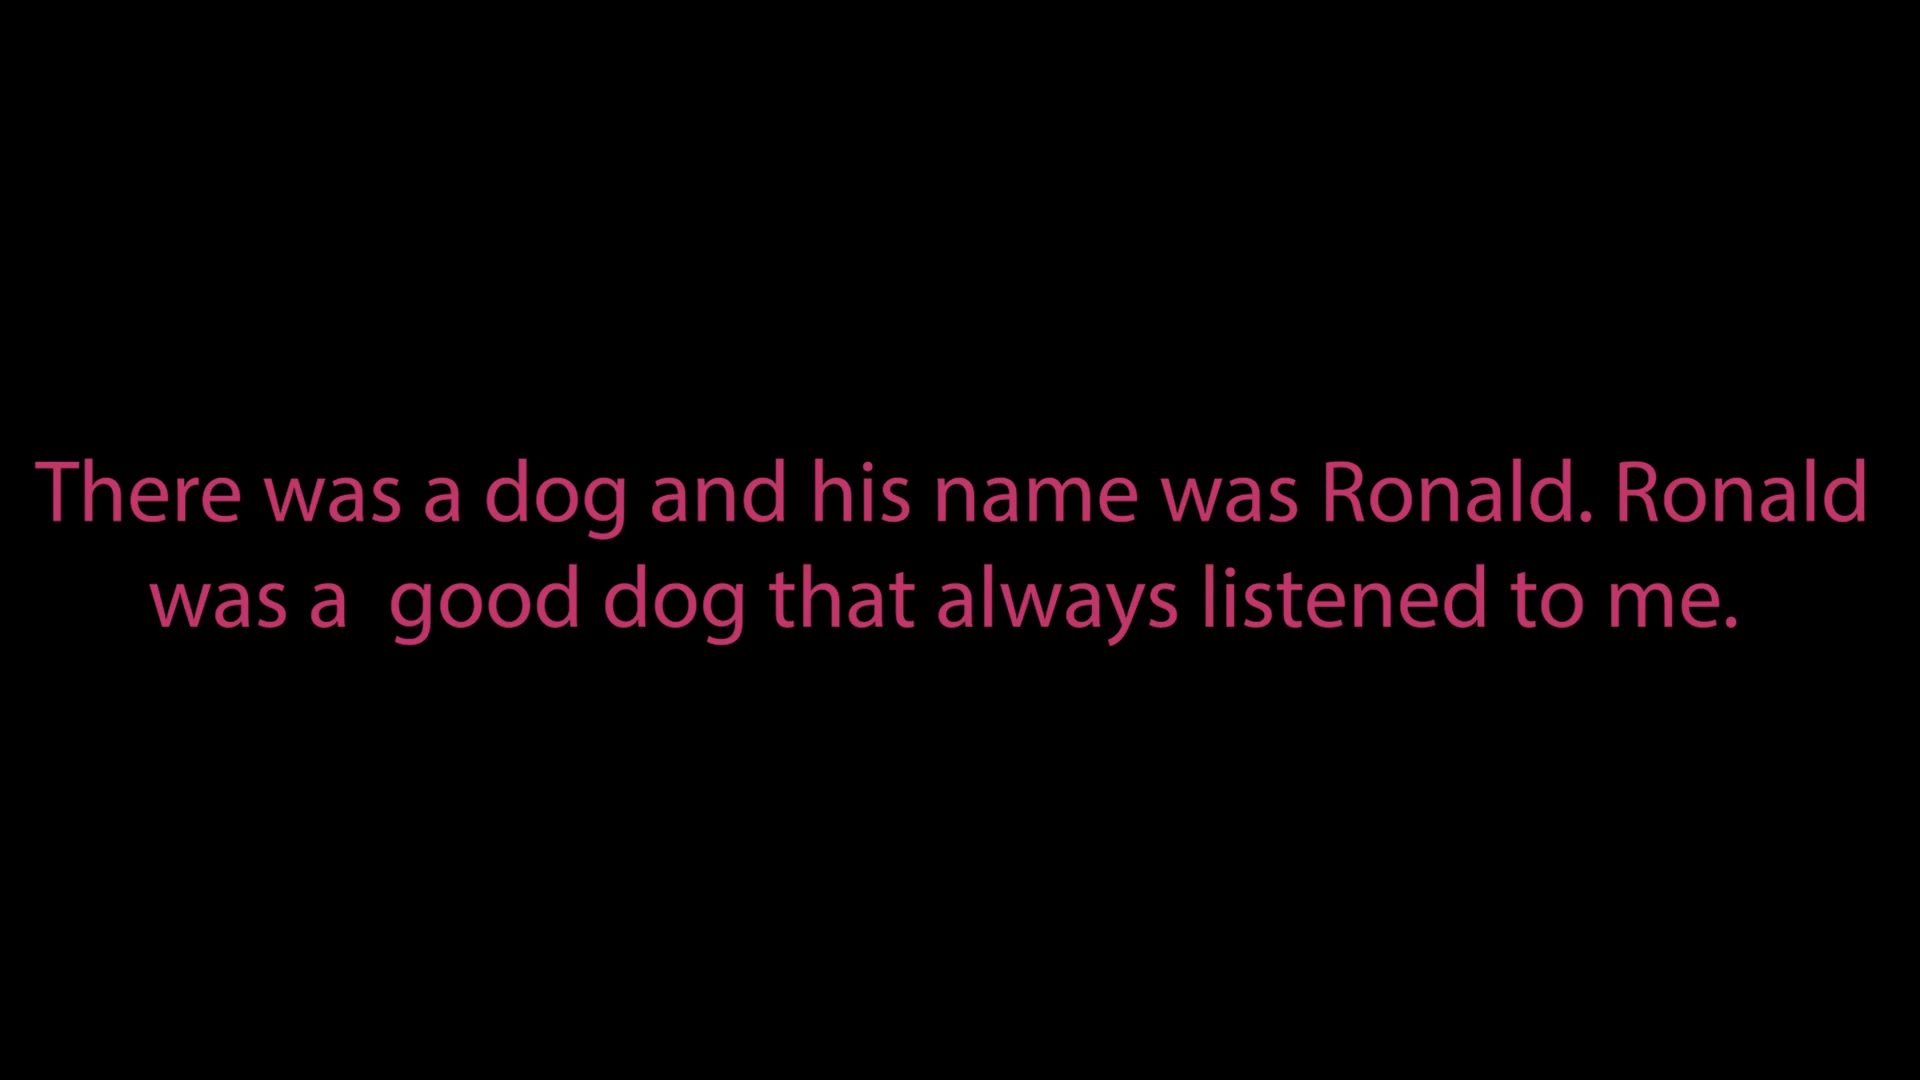 There was a dog and his name was Ronald. Ronald
was a  good dog that always listened to me.